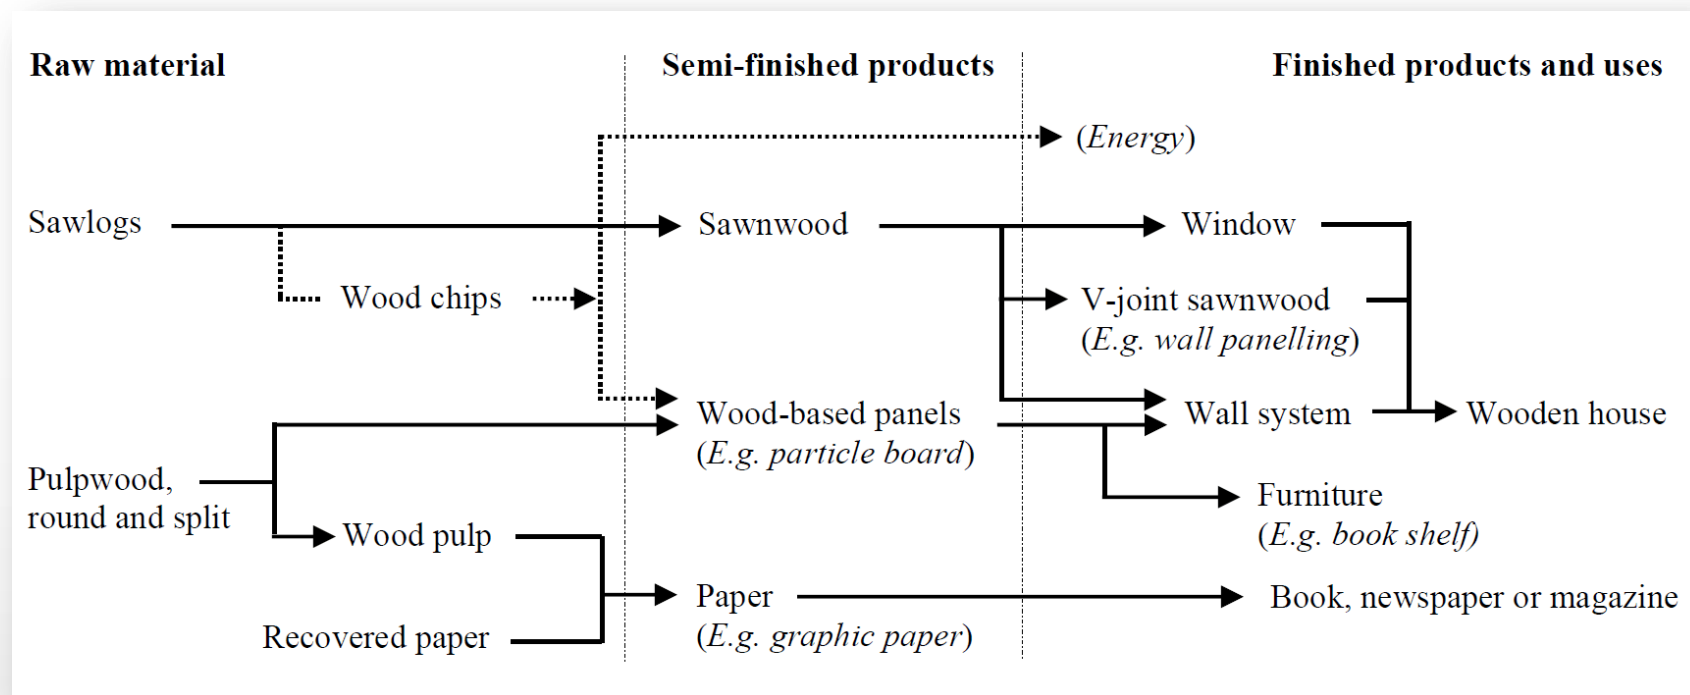 Raw material
Semi-finished products
Finished products and uses
(Energy)
Sawlogs
Sawnwood
Window
Wood chips
V-joint sawnwood
(E.g. wall panelling)
Wood-based panels
(E.g. particle board)
Wall system
Wooden house
Pulpwood,
round and split
Furniture
(E.g. book shelf)
Wood pulp
Paper
(E.g. graphic paper)
Book, newspaper or magazine
Recovered paper